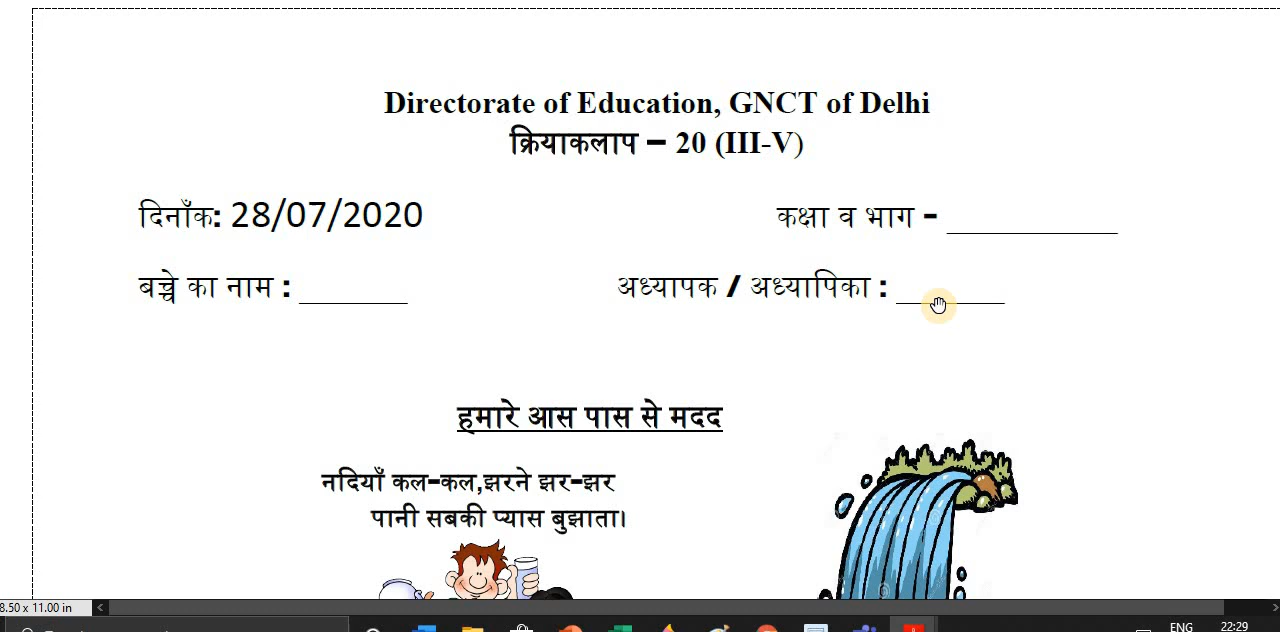 Directorate of Education, GNCT of Delhi
क्रियाकलाप – 20 (III-V)
दिनाँक: 28/07/2020 कक्षा व भाग -
बच्चे का नाम : अध्यापक / अध्यापिका :
हमारे आस पास से मदद
नदियाँ कल-कल,झरने झर-झर
पानी सबकी प्यास बुझाता।
8.50 x 11.00 in
ENG 22:29